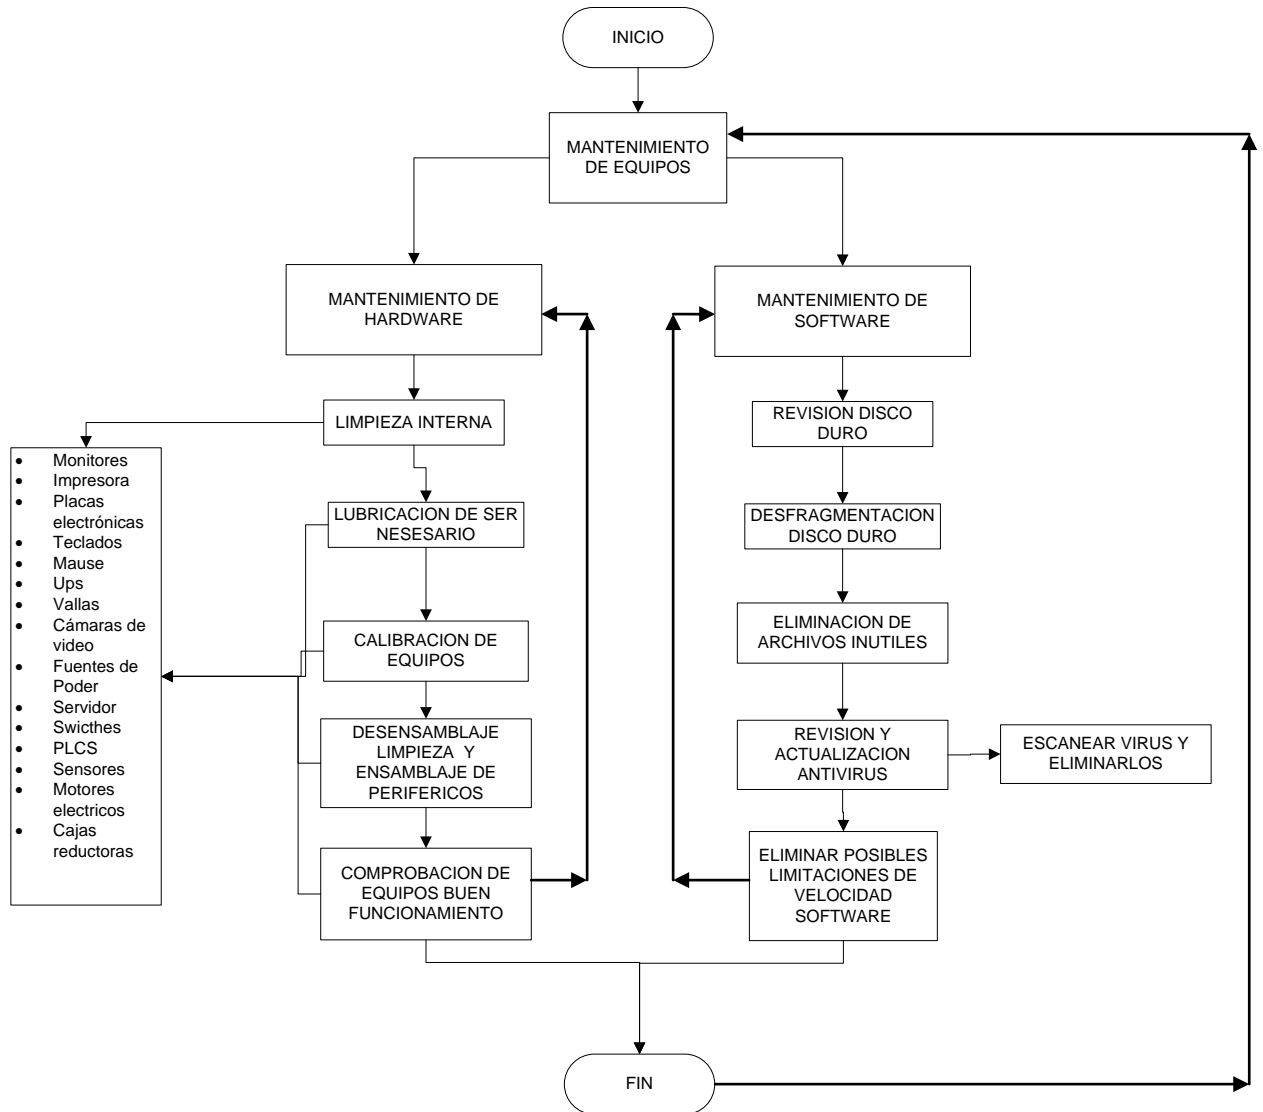 INICIO
MANTENIMIENTO
DE EQUIPOS
MANTENIMIENTO DE
HARDWARE
MANTENIMIENTO DE
SOFTWARE
LIMPIEZA INTERNA
REVISION DISCO
DURO
• Monitores
• Impresora
• Placas
electrónicas
• Teclados
• Mause
• Ups
• Vallas
• Cámaras de
video
• Fuentes de
Poder
• Servidor
• Swicthes
• PLCS
• Sensores
• Motores
electricos
• Cajas
reductoras
LUBRICACION DE SER
NESESARIO
DESFRAGMENTACION
DISCO DURO
CALIBRACION DE
EQUIPOS
ELIMINACION DE
ARCHIVOS INUTILES
DESENSAMBLAJE
LIMPIEZA Y
ENSAMBLAJE DE
PERIFERICOS
REVISION Y
ACTUALIZACION
ANTIVIRUS
ESCANEAR VIRUS Y
ELIMINARLOS
COMPROBACION DE
EQUIPOS BUEN
FUNCIONAMIENTO
ELIMINAR POSIBLES
LIMITACIONES DE
VELOCIDAD
SOFTWARE
FIN